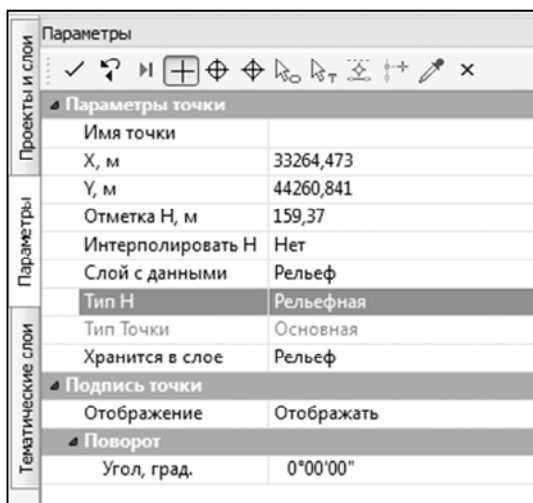 Параметры
Проекты и слои
Параметры
Тематические слои
Параметры точки
Имя точки
X, м 33264,473
Y, м 44260,841
Отметка H, м 159,37
Интерполировать H Нет
Слой с данными Рельеф
Тип H Рельефная
Тип Точки Основная
Хранится в слое Рельеф
Подпись точки
Отображение Отображать
Поворот
Угол, град. 0°00'00"